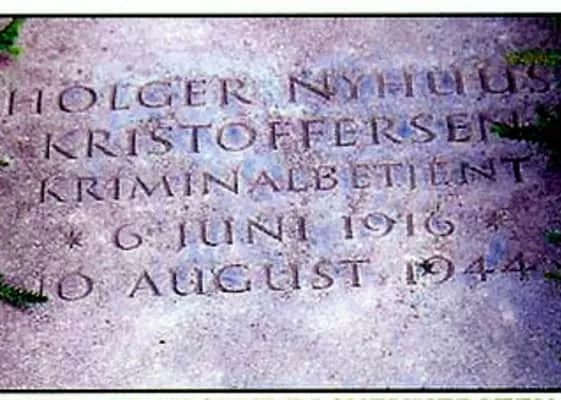 HOLGER NYHUUS
KRISTOFFERSEN
KRIMINALBETJENT
* 6 JUNI 1916 *
10 AUGUST 1944